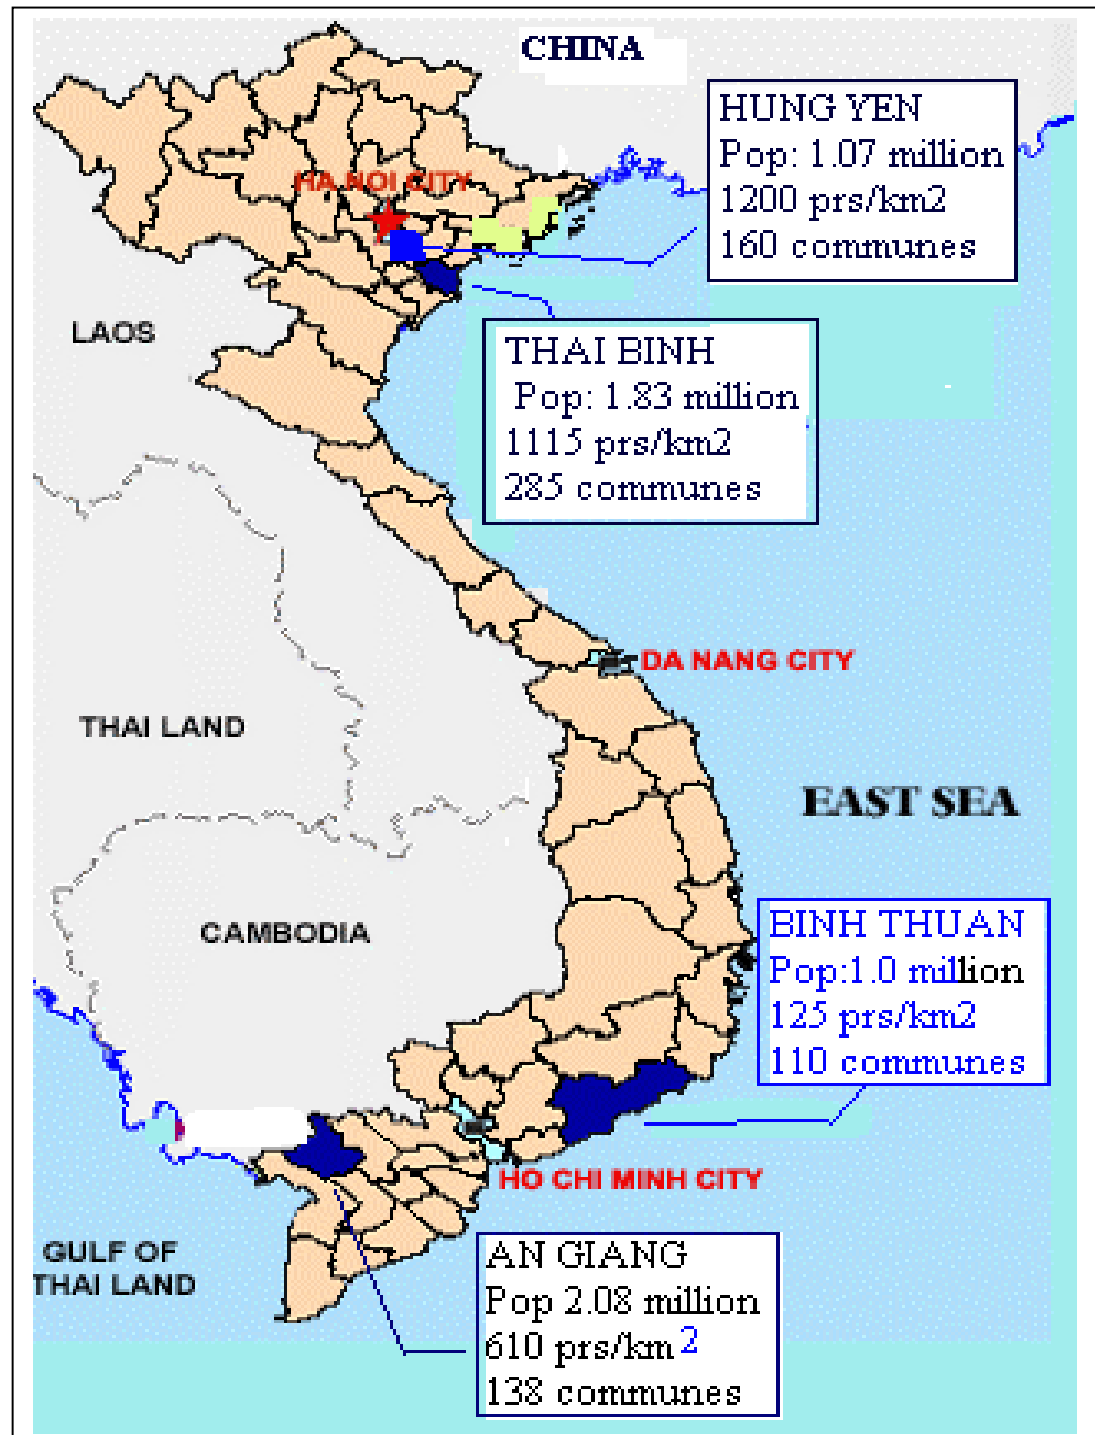 CHINA
HUNG YEN
Pop: 1.07 million
1200 prs/km2
160 communes
HA NOI CITY
LAOS
THAI BINH
Pop: 1.83 million
1115 prs/km2
285 communes
DA NANG CITY
THAI LAND
EAST SEA
CAMBODIA
BINH THUAN
Pop:1.0 million
125 prs/km2
110 communes
HO CHI MINH CITY
GULF OF
THAI LAND
AN GIANG
Pop 2.08 million
610 prs/km2
138 communes